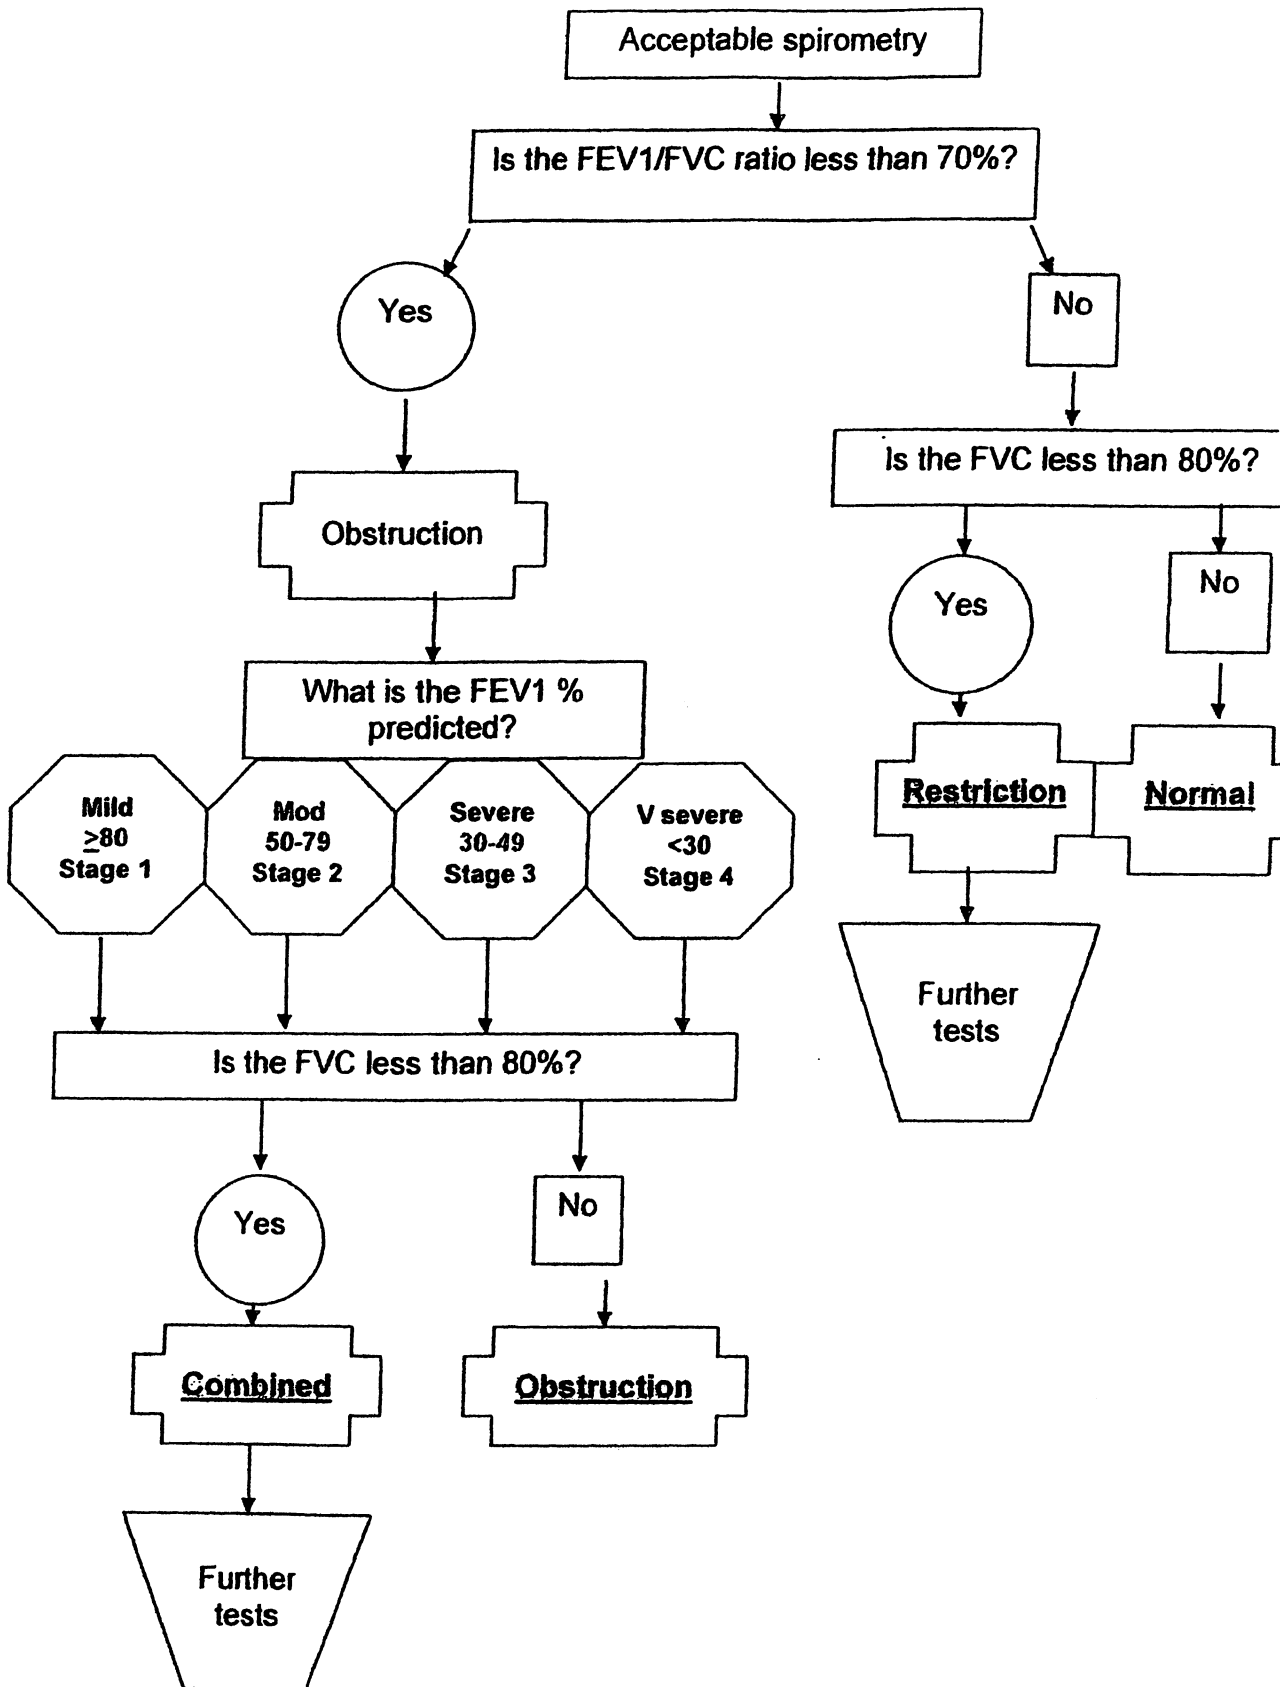 Acceptable spirometry
Is the FEV1/FVC ratio less than 70%?
Yes
No
Is the FVC less than 80%?
Obstruction
Yes
No
What is the FEV1 %
predicted?
Mild
≥80
Stage 1
Mod
50-79
Stage 2
Severe
30-49
Stage 3
V severe
<30
Stage 4
Restriction
Normal
Further
tests
Is the FVC less than 80%?
Yes
No
Combined
Obstruction
Further
tests